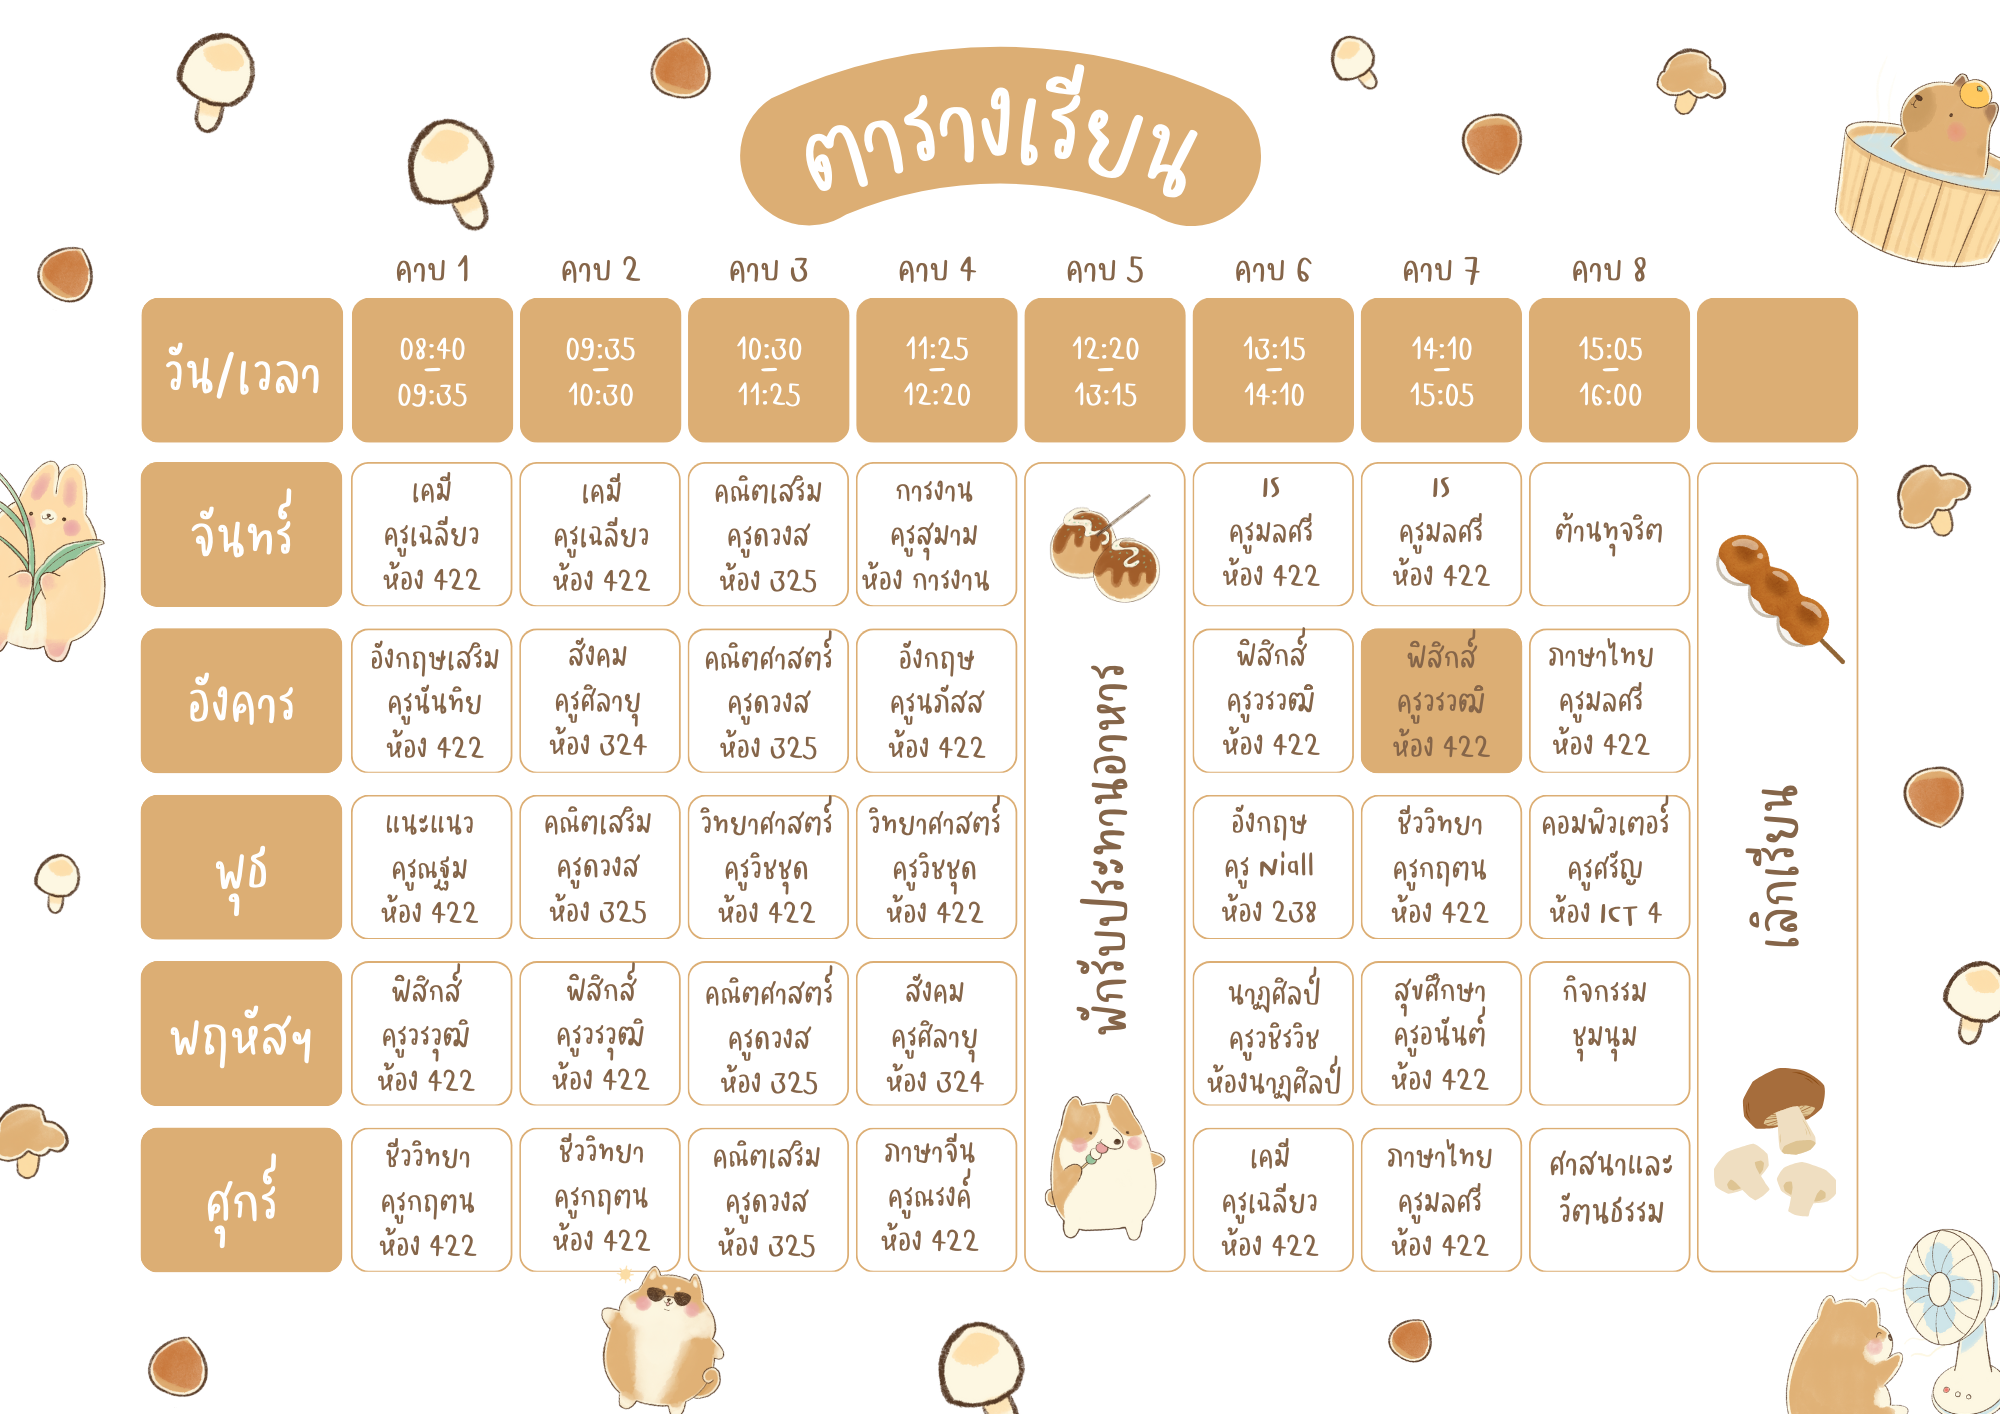 ตารางเรียน
คาบ 1
คาบ 2
คาบ 3
คาบ 4
คาบ 5
คาบ 6
คาบ 7
คาบ 8
วัน/เวลา
08:40
–
09:35
09:35
–
10:30
10:30
–
11:25
11:25
–
12:20
12:20
–
13:15
13:15
–
14:10
14:10
–
15:05
15:05
–
16:00
จันทร์
เคมี
ครูเฉลียว
ห้อง 422
เคมี
ครูเฉลียว
ห้อง 422
คณิตเสริม
ครูดวงส
ห้อง 325
การงาน
ครูสุมาม
ห้อง การงาน
พักรับประทานอาหาร
IS
ครูมลศรี
ห้อง 422
IS
ครูมลศรี
ห้อง 422
ต้านทุจริต
เลิกเรียน
อังคาร
อังกฤษเสริม
ครูนันทิย
ห้อง 422
สังคม
ครูศิลายุ
ห้อง 324
คณิตศาสตร์
ครูดวงส
ห้อง 325
อังกฤษ
ครูนภัสส
ห้อง 422
ฟิสิกส์
ครูวรวุฒิ
ห้อง 422
ฟิสิกส์
ครูวรวุฒิ
ห้อง 422
ภาษาไทย
ครูมลศรี
ห้อง 422
พุธ
แนะแนว
ครูณฐม
ห้อง 422
คณิตเสริม
ครูดวงส
ห้อง 325
วิทยาศาสตร์
ครูวิชชุด
ห้อง 422
วิทยาศาสตร์
ครูวิชชุด
ห้อง 422
อังกฤษ
ครู Niall
ห้อง 238
ชีววิทยา
ครูกฤตน
ห้อง 422
คอมพิวเตอร์
ครูศรัญ
ห้อง ICT 4
พฤหัสฯ
ฟิสิกส์
ครูวรวุฒิ
ห้อง 422
ฟิสิกส์
ครูวรวุฒิ
ห้อง 422
คณิตศาสตร์
ครูดวงส
ห้อง 325
สังคม
ครูศิลายุ
ห้อง 324
นาฏศิลป์
ครูวชิรวิช
ห้องนาฏศิลป์
สุขศึกษา
ครูอนันต์
ห้อง 422
กิจกรรม
ชุมนุม
ศุกร์
ชีววิทยา
ครูกฤตน
ห้อง 422
ชีววิทยา
ครูกฤตน
ห้อง 422
คณิตเสริม
ครูดวงส
ห้อง 325
ภาษาจีน
ครูณรงค์
ห้อง 422
เคมี
ครูเฉลียว
ห้อง 422
ภาษาไทย
ครูมลศรี
ห้อง 422
ศาสนาและ
วัฒนธรรม